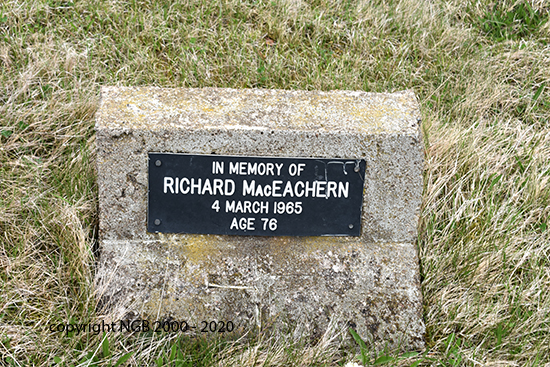 IN MEMORY OF
RICHARD MacEACHERN
4 MARCH 1965
AGE 76
copyright NGB 2000 - 2020